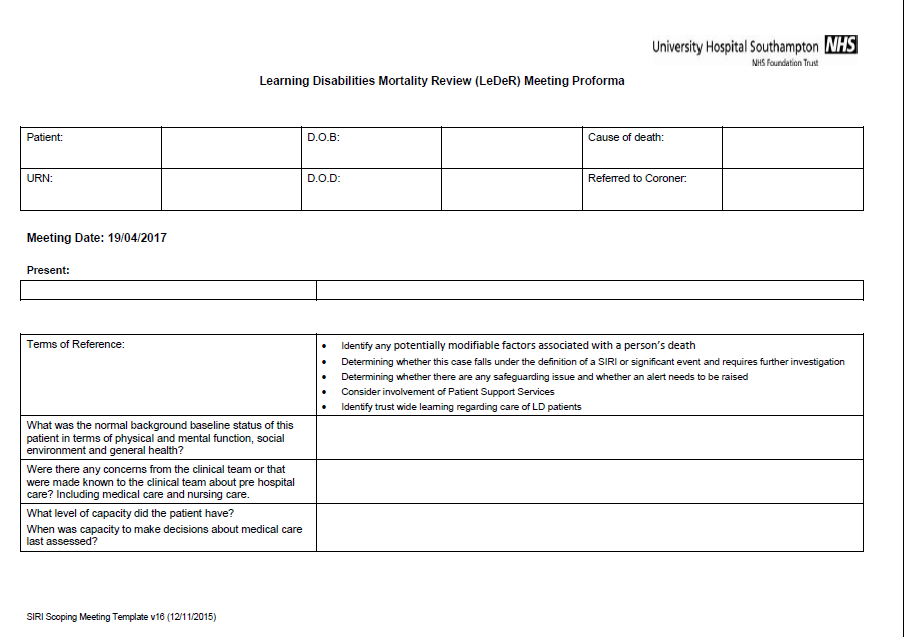 University Hospital Southampton NHS
NHS Foundation Trust
Learning Disabilities Mortality Review (LeDeR) Meeting Proforma
Patient: D.O.B: Cause of death:
URN: D.O.D: Referred to Coroner:
Meeting Date: 19/04/2017
Present:
Terms of Reference:
• Identify any potentially modifiable factors associated with a person's death
• Determining whether this case falls under the definition of a SIRI or significant event and requires further investigation
• Determining whether there are any safeguarding issue and whether an alert needs to be raised
• Consider involvement of Patient Support Services
• Identify trust wide learning regarding care of LD patients
What was the normal background baseline status of this
patient in terms of physical and mental function, social
environment and general health?
Were there any concerns from the clinical team or that
were made known to the clinical team about pre hospital
care? Including medical care and nursing care.
What level of capacity did the patient have?
When was capacity to make decisions about medical care
last assessed?
SIRI Scoping Meeting Template v16 (12/11/2015)